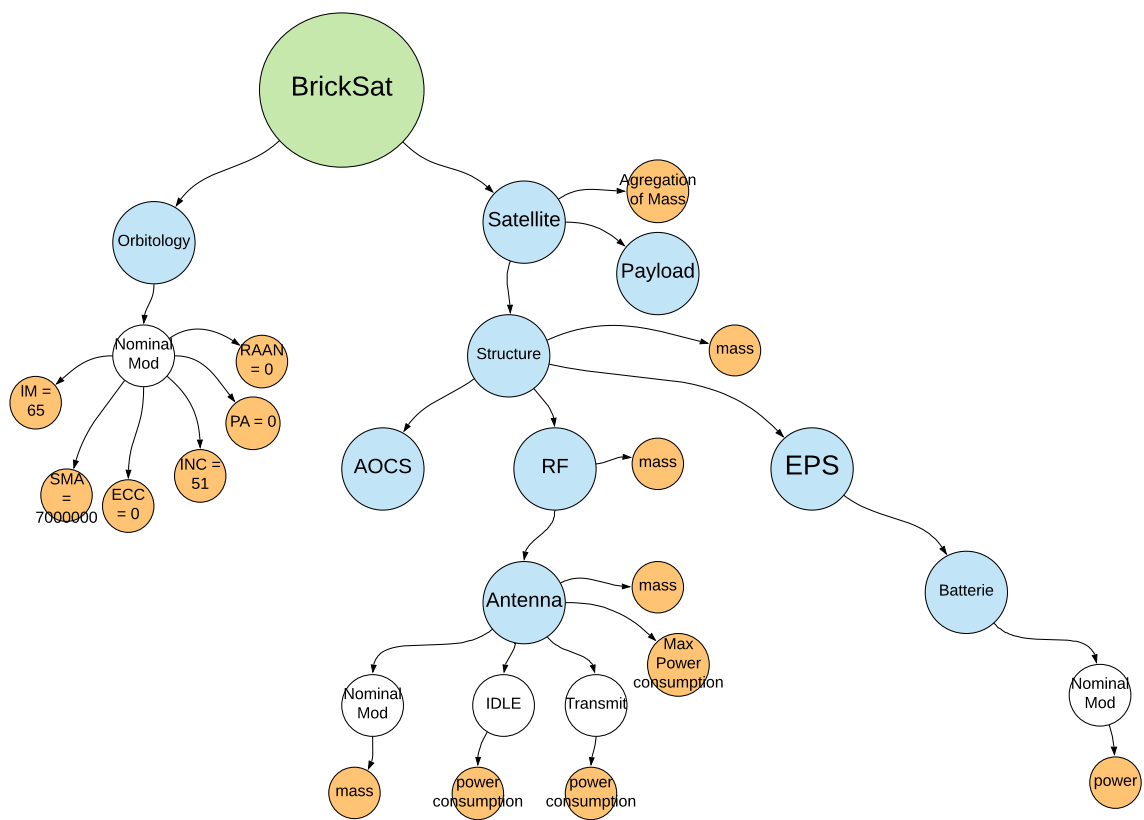 BrickSat
Agregation
of Mass
Satellite
Orbitology
Payload
Nominal
Mod
RAAN
= 0
Structure
mass
IM =
65
PA = 0
SMA
=
7000000
ECC
= 0
INC =
51
AOCS
RF
mass
EPS
Antenna
mass
Max
Power
consumption
Batterie
Nominal
Mod
IDLE
Transmit
Nominal
Mod
mass
power
consumption
power
consumption
power